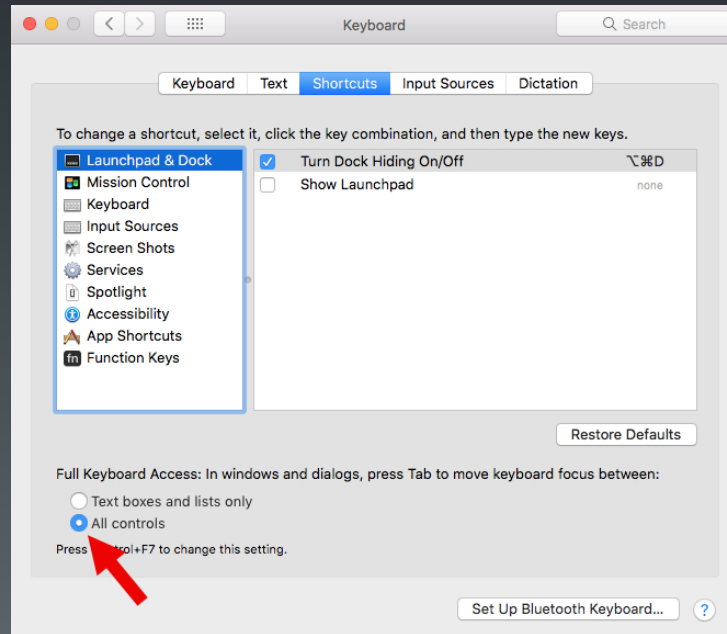 Keyboard
Search
Keyboard Text Shortcuts Input Sources Dictation
To change a shortcut, select it, click the key combination, and then type the new keys.
Launchpad & Dock
Mission Control
Keyboard
Input Sources
Screen Shots
Services
Spotlight
Accessibility
App Shortcuts
fn Function Keys
Turn Dock Hiding On/Off ⌥⌘D
Show Launchpad none
Restore Defaults
Full Keyboard Access: In windows and dialogs, press Tab to move keyboard focus between:
Text boxes and lists only
All controls
Press trol+F7 to change this setting.
Set Up Bluetooth Keyboard... ?